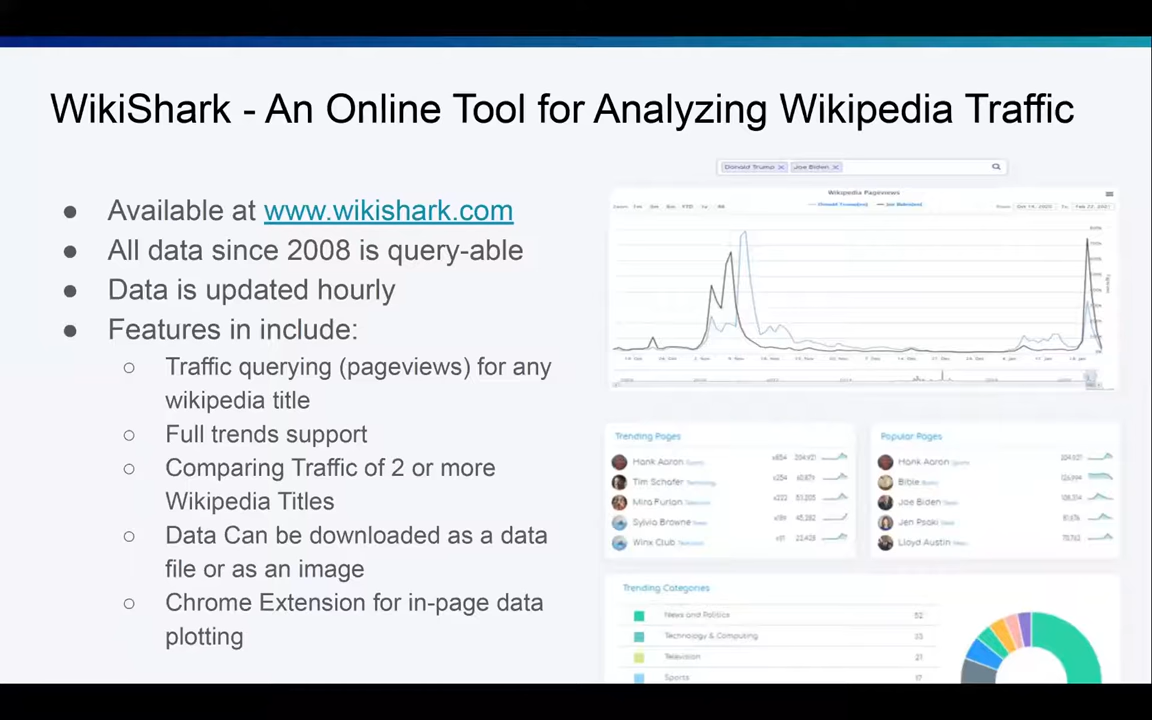 WikiShark - An Online Tool for Analyzing Wikipedia Traffic
● Available at www.wikishark.com
● All data since 2008 is query-able
● Data is updated hourly
● Features in include:
○ Traffic querying (pageviews) for any
wikipedia title
○ Full trends support
○ Comparing Traffic of 2 or more
Wikipedia Titles
○ Data Can be downloaded as a data
file or as an image
○ Chrome Extension for in-page data
plotting
Donald Trump × Joe Biden ×
Wikipedia Pageviews
Trending Pages
Hank Aaron
Tim Schafer
Mira Furlan
Sylvia Browne
Winx Club
Popular Pages
Hank Aaron
Bible
Joe Biden
Jen Psaki
Lloyd Austin
Trending Categories
News and Politics 52
Technology & Computing
Television 21
Sports 17